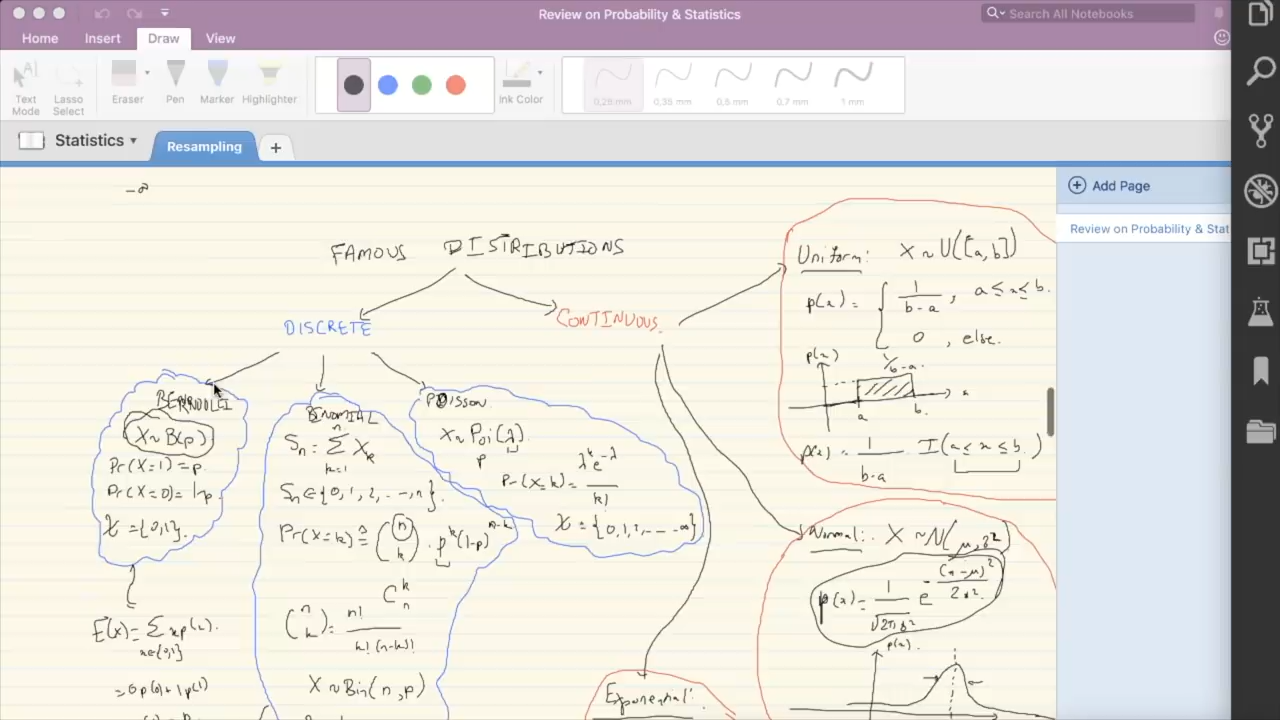 Review on Probability & Statistics
Search All Notebooks
Home Insert Draw View
Text Mode
Lasso Select
Eraser
Pen
Marker
Highlighter
Ink Color
0,25 mm 0,35 mm 0,5 mm 0,7 mm 1 mm
Statistics
Resampling
+
Add Page
Review on Probability & Stat
-∞
FAMOUS DISTRIBUTIONS
DISCRETE
CONTINUOUS.
BERNOULLI
X~B(p)
Pr(X=1)=p.
Pr(X=0)=1-p.
X={0,1}.
E(x)=∑ xp(x).
x∈{0,1}
=0p(0)+1p(1)
BINOMIAL
Sn = ∑ Xk
n
k=1
Sn∈{0,1,2,...,n}.
Pr(X=k) ≙ (n k) . p^k (1-p)^n-k
C k n
(n k) = n! / k!(n-k)!
X~Bin(n,p)
POISSON
X~Poi(λ).
p
Pr(X=k) = λ^k e^-λ / k!
X={0,1,2,....∞}
Uniform: X~U([a,b])
p(x)= { 1/b-a , a≤x≤b.
0 , else.
p(x)
1/b-a
a b. x
p(x)= 1/b-a I(a≤x≤b.)
Normal: X~N(μ,σ²)
p(x)= 1/√2πσ² e^-(x-μ)²/2σ²
p(x).
Exponential: